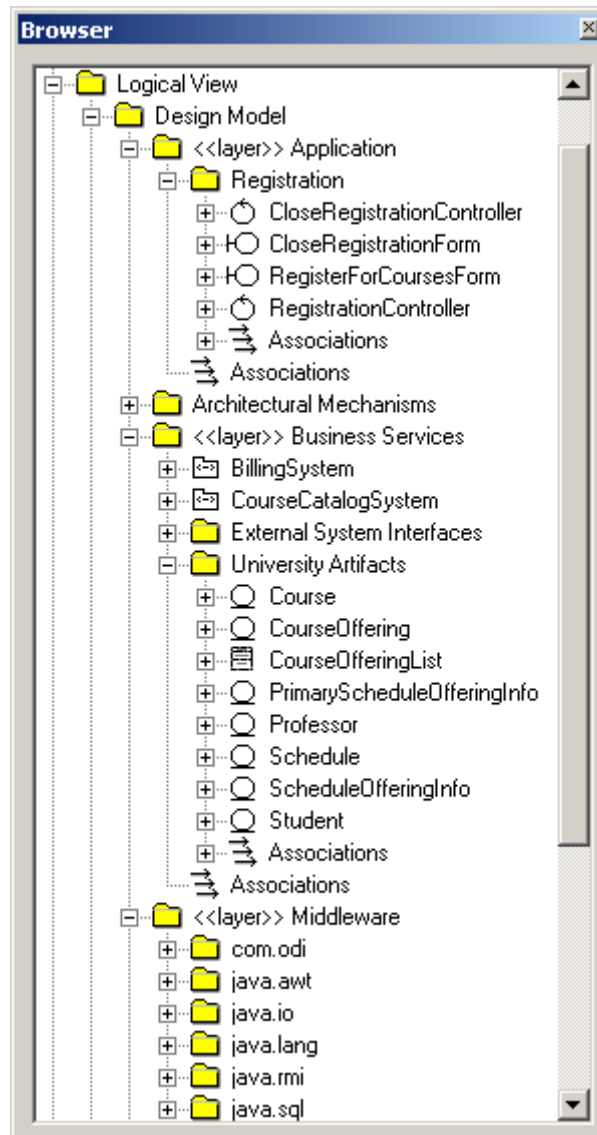 Browser
Logical View
Design Model
<<layer>> Application
Registration
CloseRegistrationController
CloseRegistrationForm
RegisterForCoursesForm
RegistrationController
Associations
Associations
Architectural Mechanisms
<<layer>> Business Services
BillingSystem
CourseCatalogSystem
External System Interfaces
University Artifacts
Course
CourseOffering
CourseOfferingList
PrimaryScheduleOfferingInfo
Professor
Schedule
ScheduleOfferingInfo
Student
Associations
Associations
<<layer>> Middleware
com.odi
java.awt
java.io
java.lang
java.rmi
java.sql